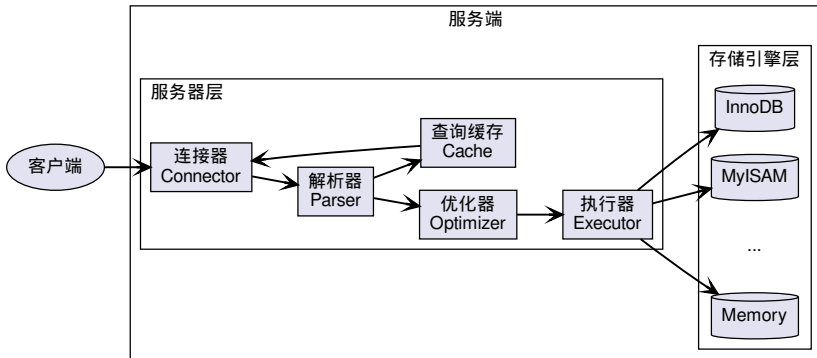 服务端
存储引擎层
服务器层
InnoDB
查询缓存
Cache
客户端
连接器
Connector
解析器
Parser
MyISAM
优化器
Optimizer
执行器
Executor
...
Memory